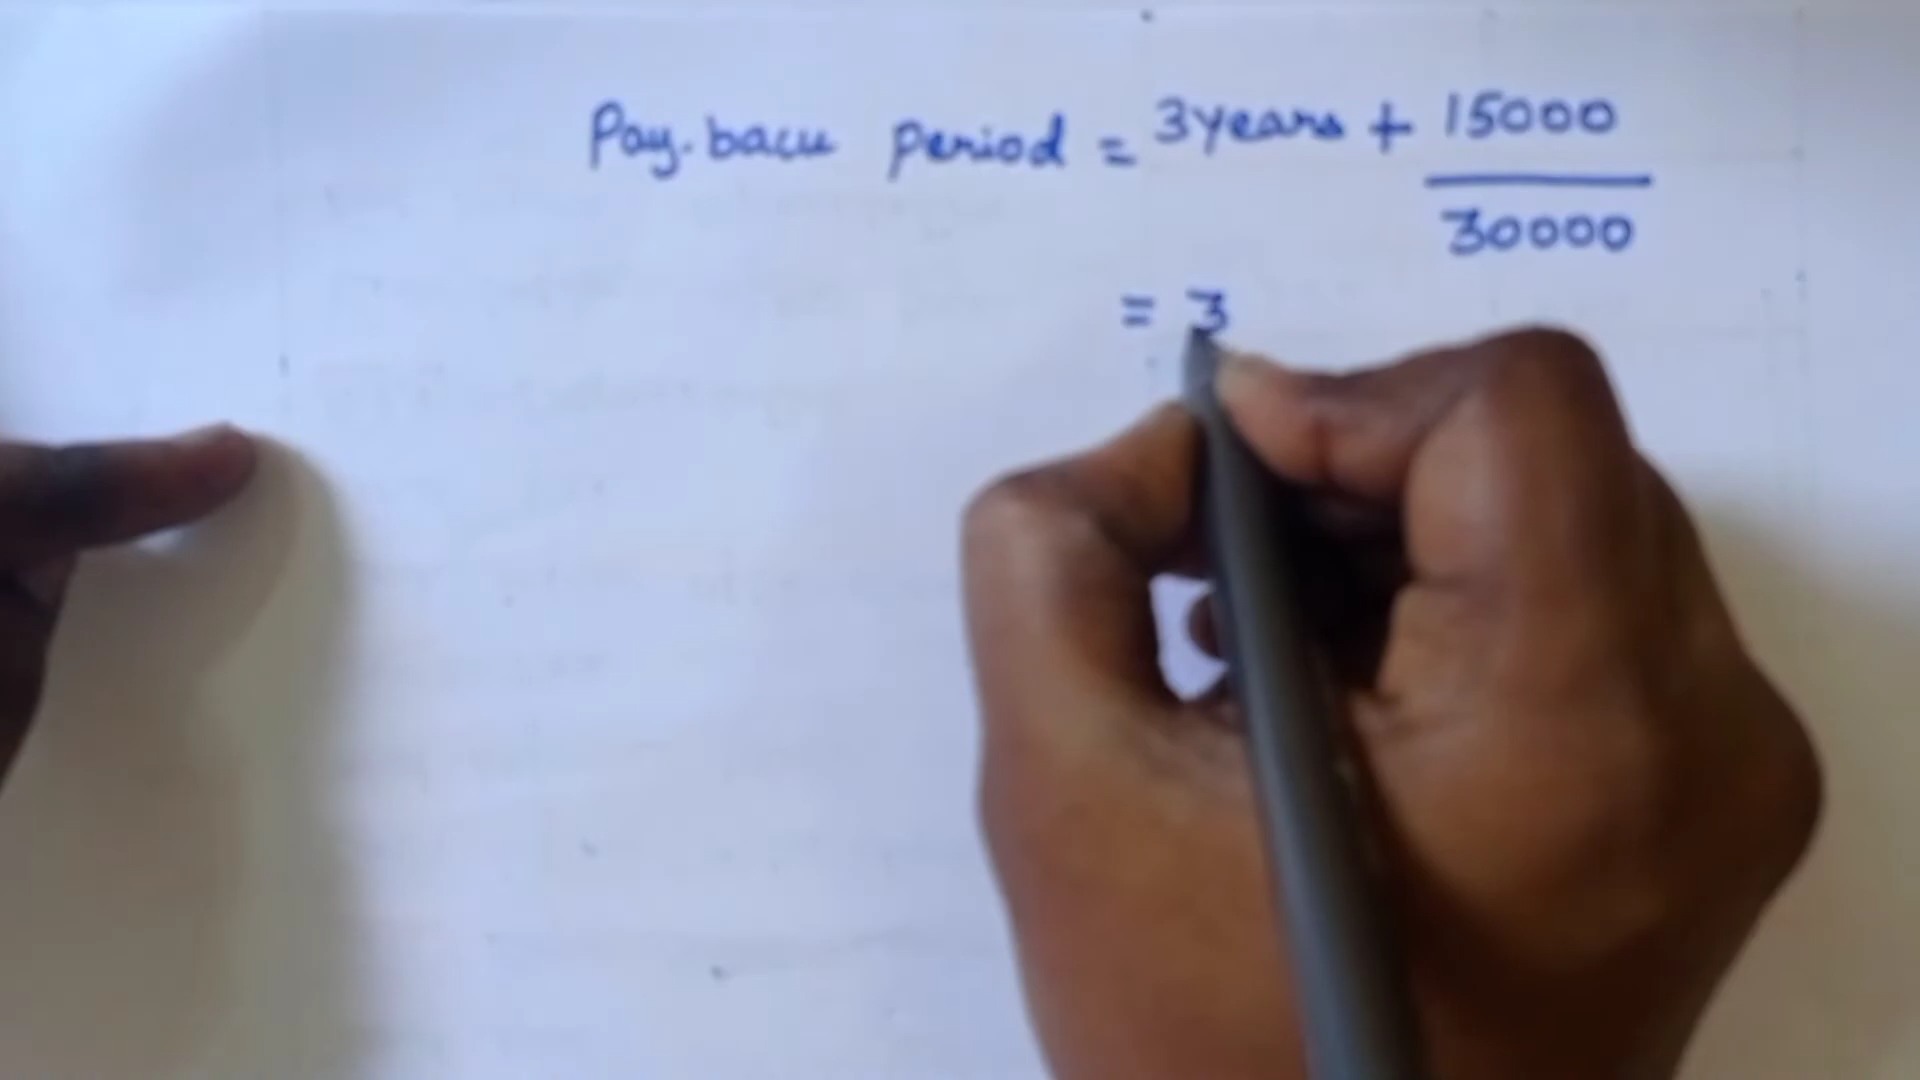 Pay.back period = 3years + 15000
30000
= 3